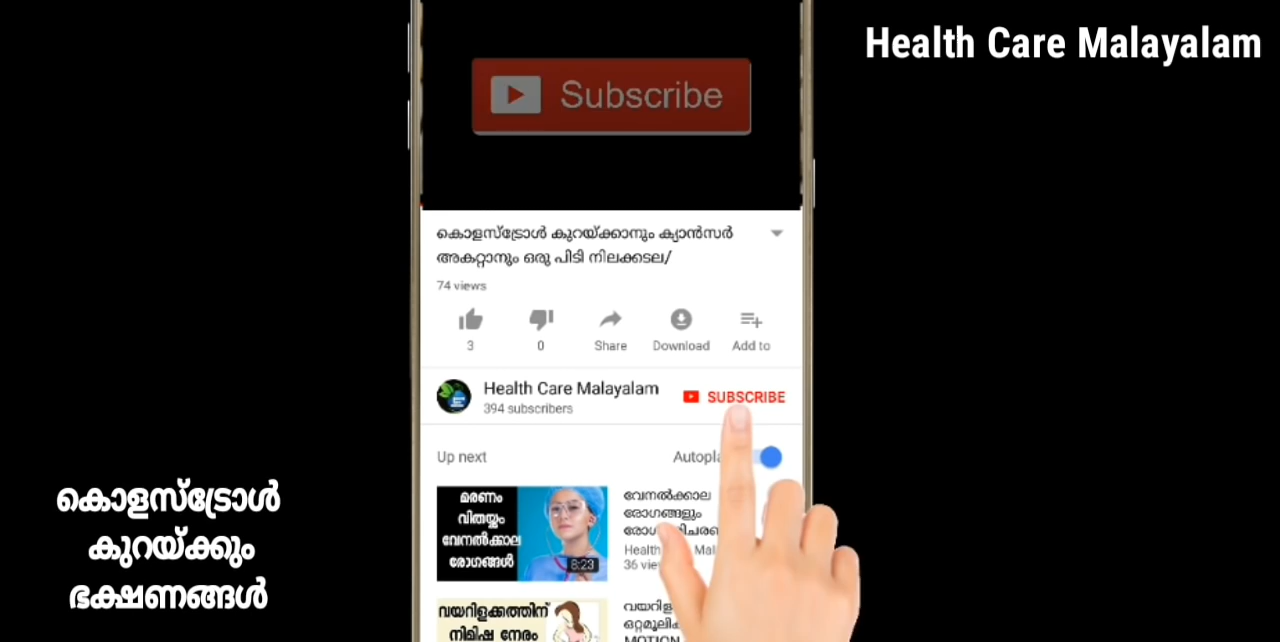 Health Care Malayalam
Subscribe
കൊളസ്ട്രോൾ കുറയ്ക്കാനും ക്യാൻസർ
അകറ്റാനും ഒരു പിടി നിലക്കടല/
74 views
3
0
Share
Download
Add to
Health Care Malayalam
SUBSCRIBE
394 subscribers
Up next
മരണം
വിതയ്ക്കും
വേനൽക്കാല
രോഗങ്ങൾ
8:23
വേനൽക്കാല
രോഗങ്ങളും
36
വയറിളക്കത്തിന്
നിമിഷ നേരം
കൊളസ്ട്രോൾ
കുറയ്ക്കും
ഭക്ഷണങ്ങൾ